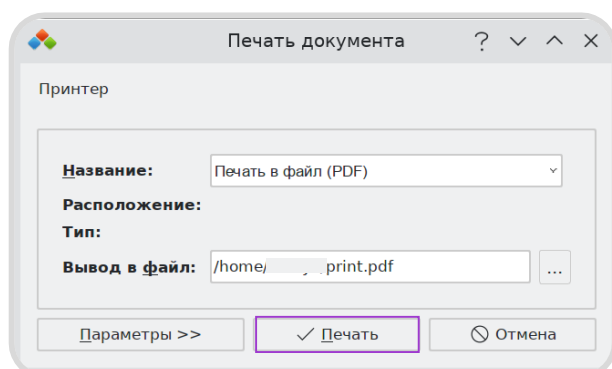 Печать документа
Принтер
Название: Печать в файл (PDF)
Расположение:
Тип:
Вывод в файл: /home/ print.pdf ...
Параметры >> Печать Отмена